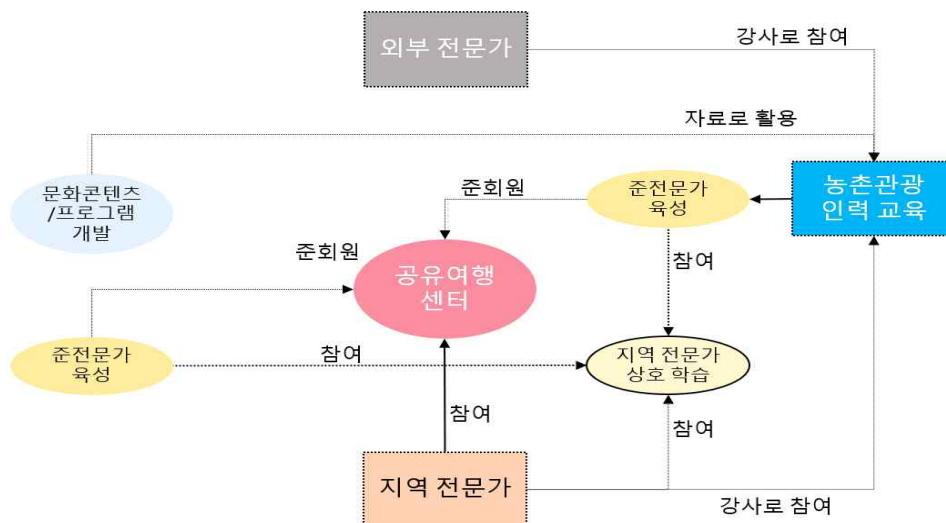 외부 전문가
강사로 참여
자료로 활용
문화콘텐츠
/프로그램
개발
준회원
준전문가
육성
농촌관광
인력 교육
준회원
공유여행
센터
참여
준전문가
육성
참여
지역 전문가
상호 학습
참여
참여
지역 전문가
강사로 참여